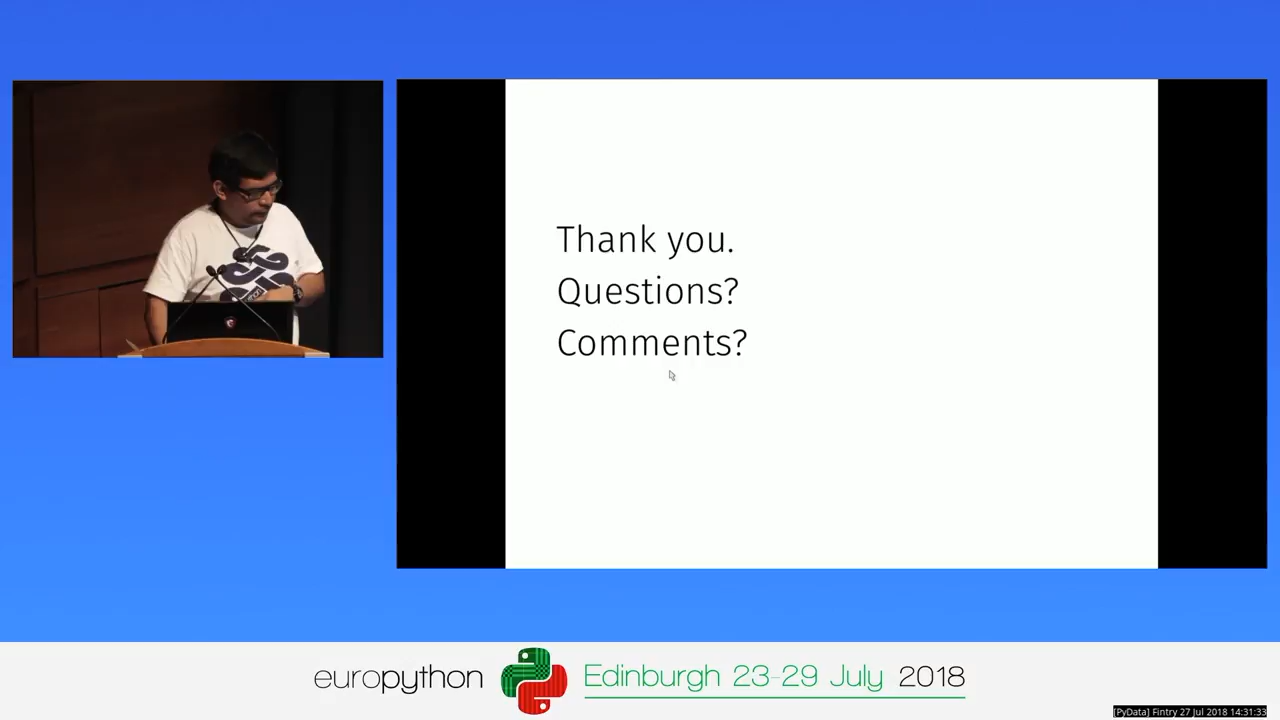 Thank you.
Questions?
Comments?
europython Edinburgh 23-29 July 2018
[PyData] Fintry 27 Jul 2018 14:31:33